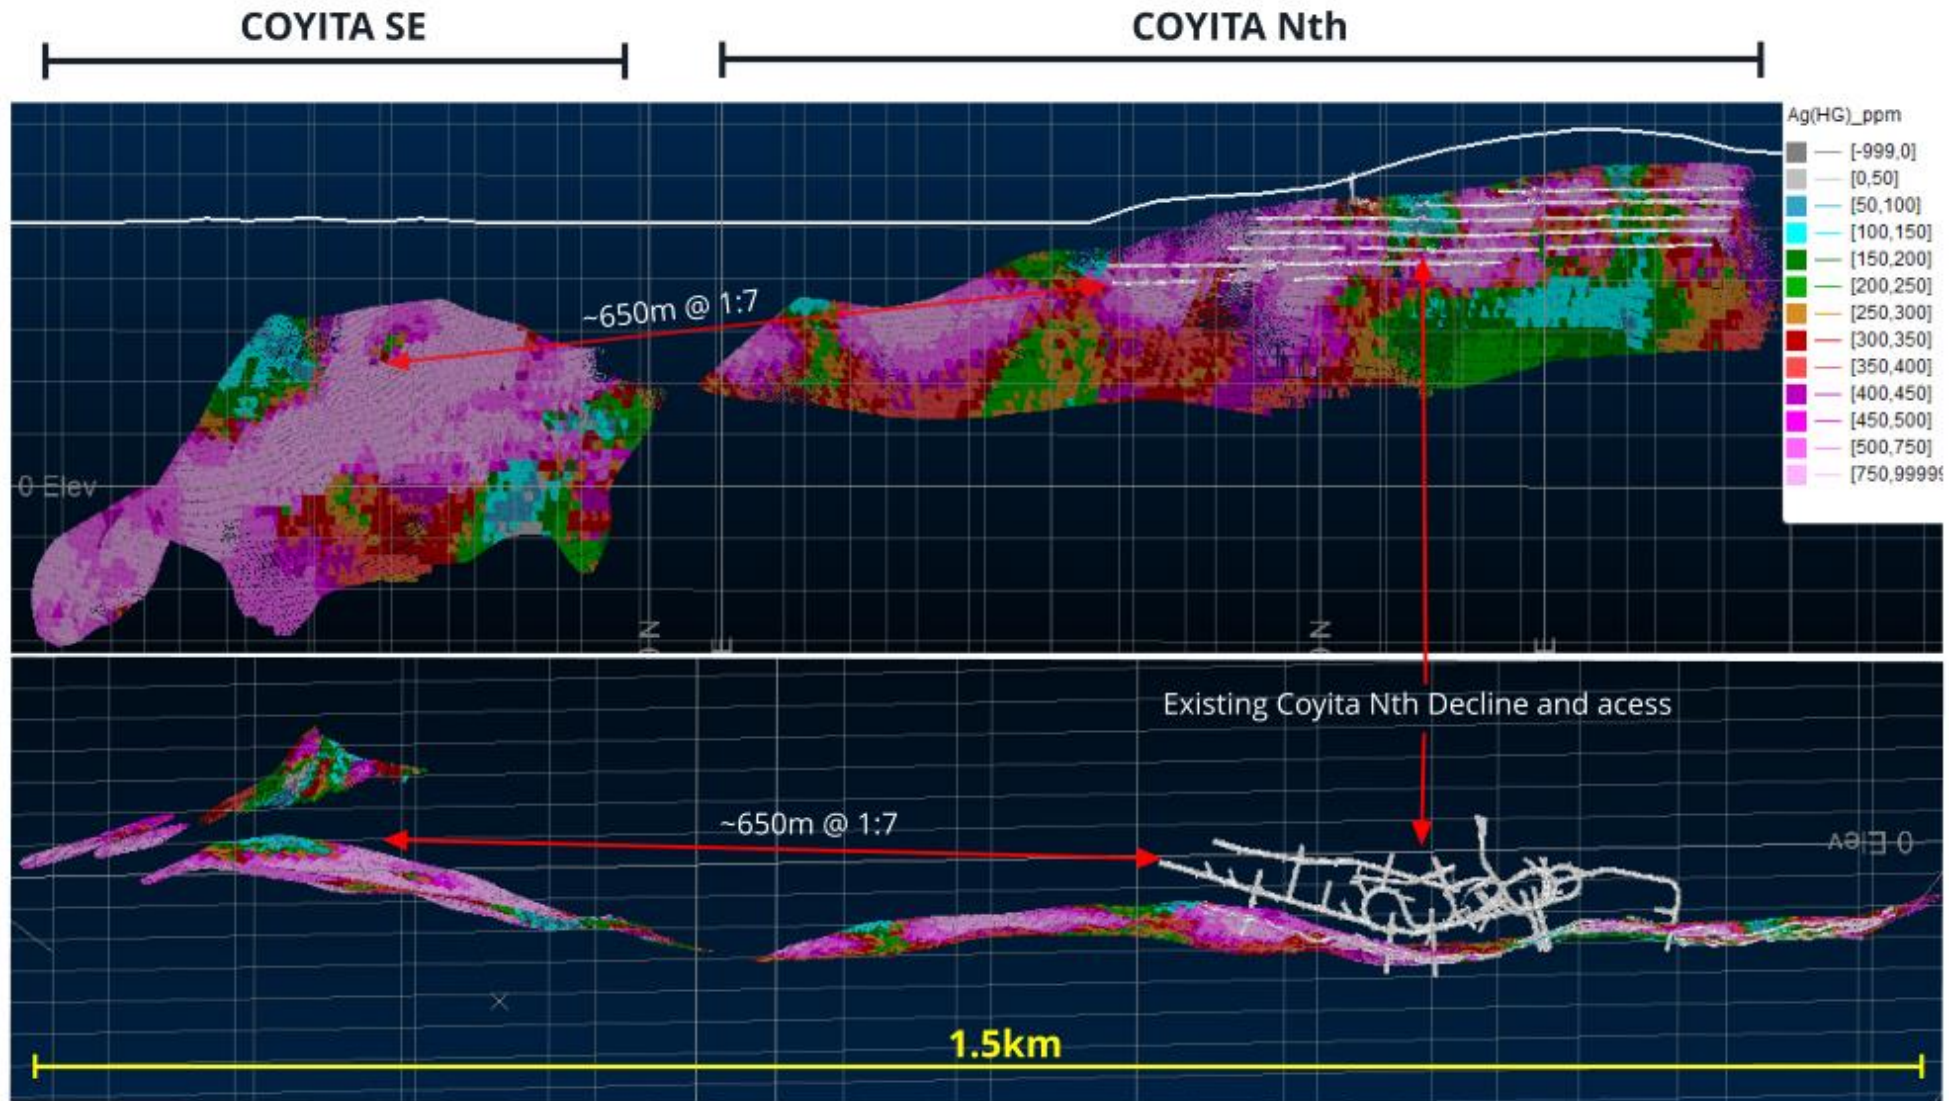 COYITA SE
COYITA Nth
Ag(HG)_ppm
[-999,0]
[0,50]
[50,100]
[100,150]
[150,200]
[200,250]
[250,300]
[300,350]
[350,400]
[400,450]
[450,500]
[500,750]
[750,99999
~650m @ 1:7
0 Elev
N
E
N
E
Existing Coyita Nth Decline and acess
~650m @ 1:7
0 Elev
1.5km